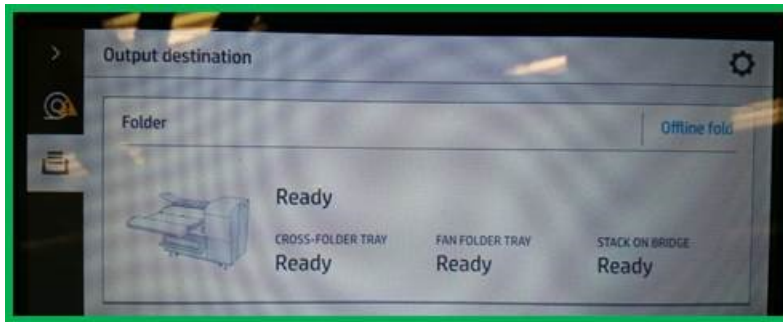 Output destination
Folder
Offline fold
Ready
CROSS-FOLDER TRAY
FAN FOLDER TRAY
STACK ON BRIDGE
Ready
Ready
Ready